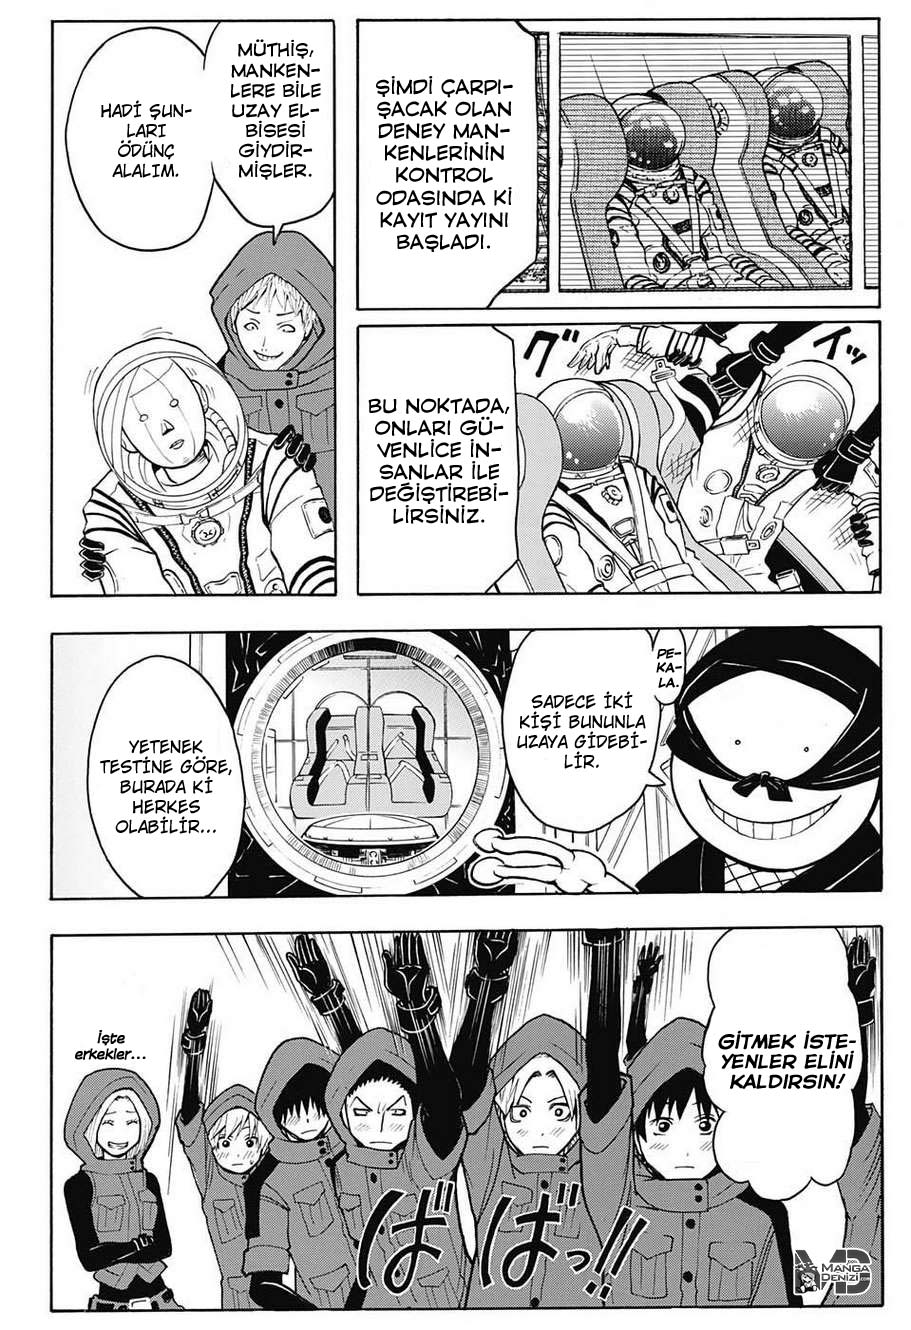 ŞİMDİ ÇARPI-
ŞACAK OLAN
DENEY MAN-
KENLERİNİN
KONTROL
ODASINDA Kİ
KAYIT YAYINI
BAŞLADI.
グイッ
BU NOKTADA,
ONLARI GÜ-
VENLİCE İN-
SANLAR İLE
DEĞİŞTİREBİ-
LİRSİNİZ.
MÜTHİŞ,
MANKEN-
LERE BİLE
UZAY EL-
BİSESİ
GİYDİR-
MİŞLER.
HADİ ŞUN-
LARI
ÖDÜNÇ
ALALIM.
PE-
KA-
LA.
SADECE İKİ
KİŞİ BUNUNLA
UZAYA GİDEBİ-
LİR.
YETENEK
TESTİNE GÖRE,
BURADA Kİ
HERKES
OLABİLİR...
GİTMEK İSTE-
YENLER ELİNİ
KALDIRSIN!
İşte
erkekler...
ばばっ!!
MANGA
DENİZİ.com